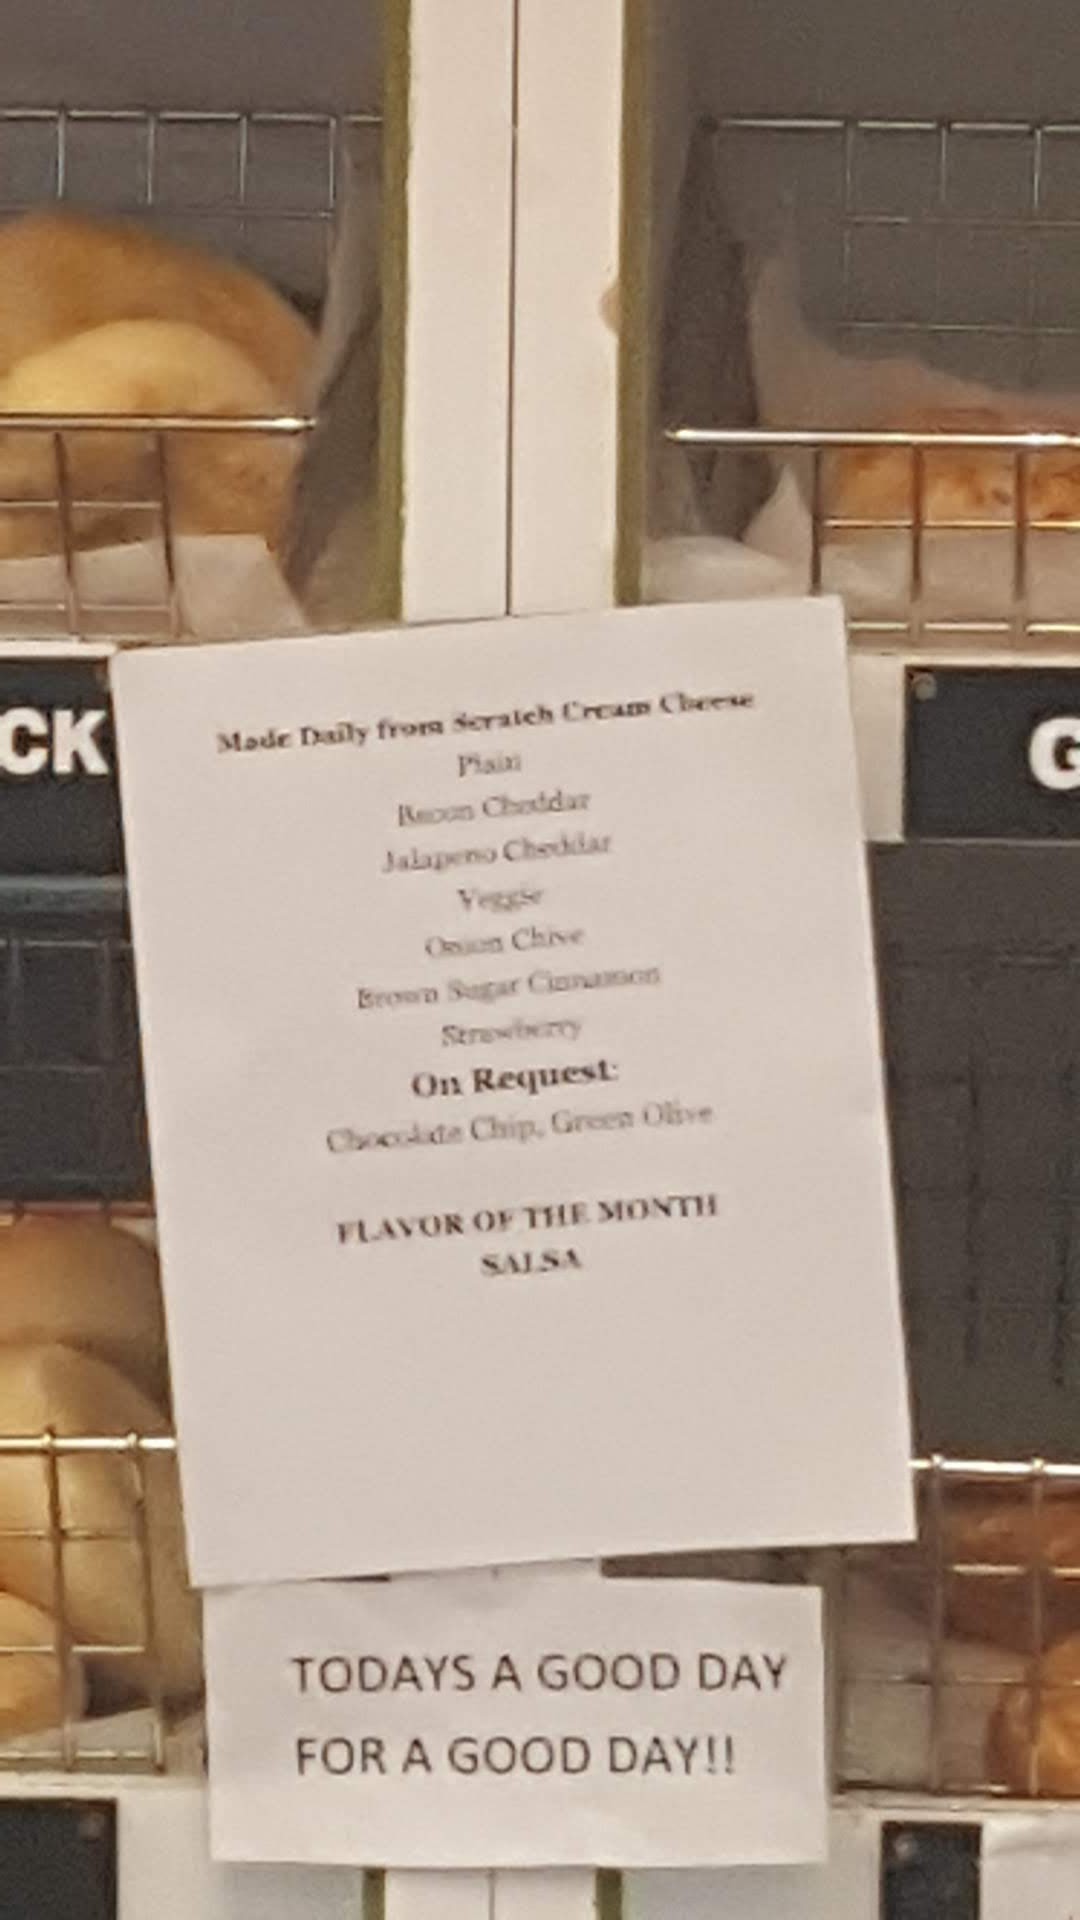 CK
G
Made Daily from Scratch Cream Cheese
Plain
Bacon Cheddar
Jalapeno Cheddar
Veggie
Onion Chive
Brown Sugar Cinnamon
Strawberry
On Request:
Chocolate Chip, Green Olive
FLAVOR OF THE MONTH
SALSA
TODAYS A GOOD DAY
FOR A GOOD DAY!!